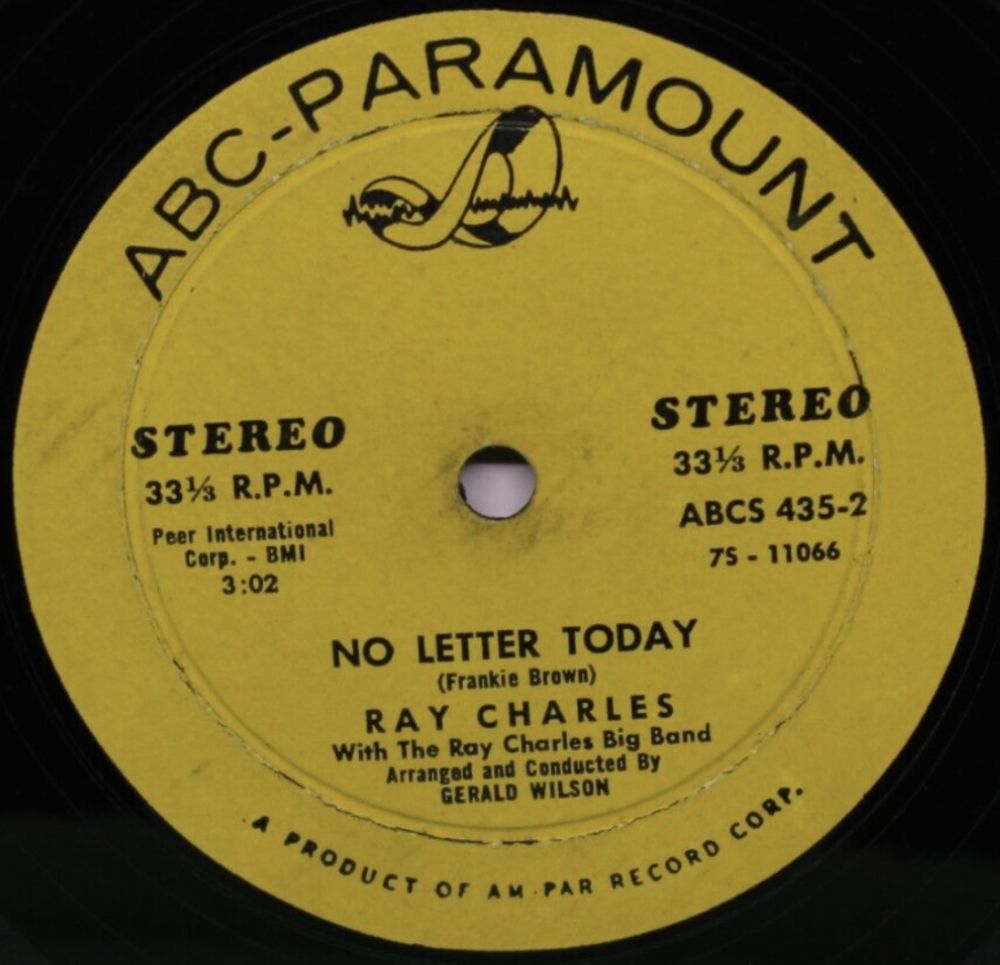 ABC-PARAMOUNT
STEREO
33⅓ R.P.M.
Peer International
Corp. - BMI
3:02
STEREO
33⅓ R.P.M.
ABCS 435-2
7S - 11066
NO LETTER TODAY
(Frankie Brown)
RAY CHARLES
With The Ray Charles Big Band
Arranged and Conducted By
GERALD WILSON
A PRODUCT OF AM-PAR RECORD CORP.